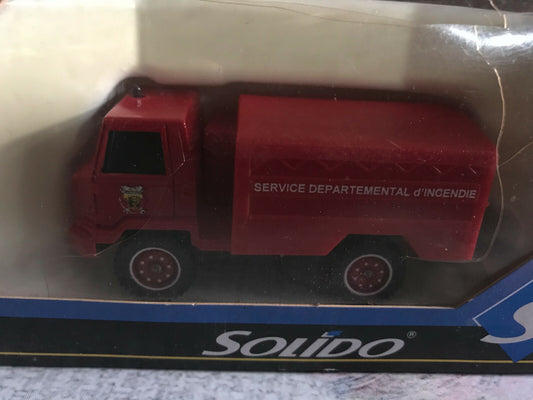 SERVICE DEPARTEMENTAL d'INCENDIE
SOLIDO®